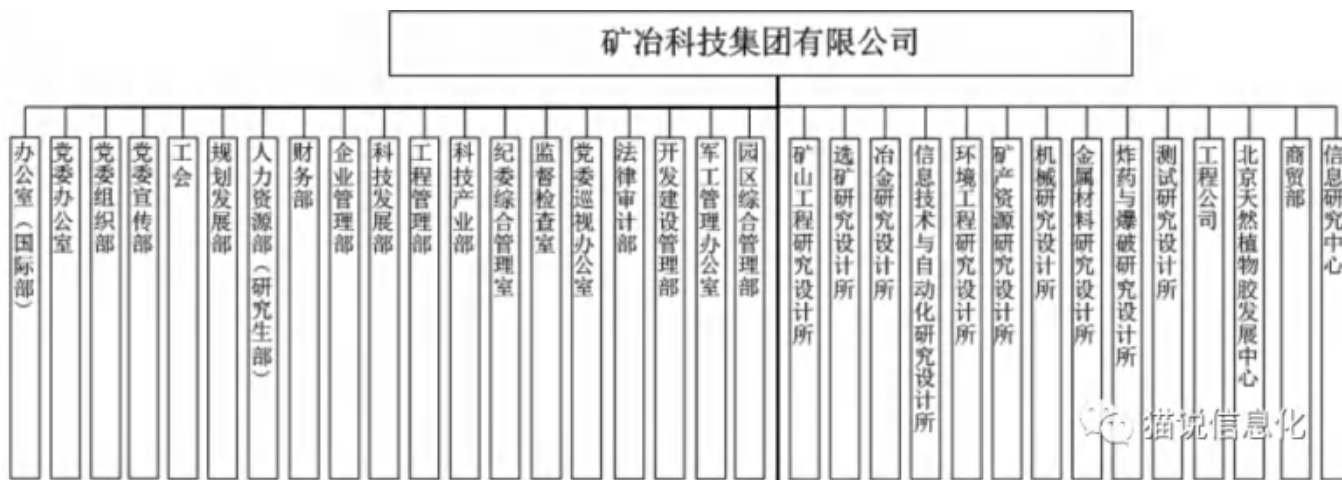 矿冶科技集团有限公司
办公室（国际部）
党委办公室
党委组织部
党委宣传部
工会
规划发展部
人力资源部（研究生部）
财务部
企业管理部
科技发展部
工程管理部
科技产业部
纪委综合管理室
监督检查室
党委巡视办公室
法律审计部
开发建设管理部
军工管理办公室
园区综合管理部
矿山工程研究设计所
选矿研究设计所
冶金研究设计所
信息技术与自动化研究设计所
环境工程研究设计所
矿产资源研究设计所
机械研究设计所
金属材料研究设计所
炸药与爆破研究设计所
测试研究设计所
工程公司
北京天然植物胶发展中心
商贸部
信息研究中心
猫说信息化